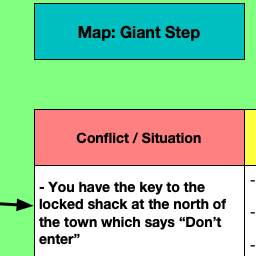 Map: Giant Step
Conflict / Situation
- You have the key to the
locked shack at the north of
the town which says “Don’t
enter”
-
-
-